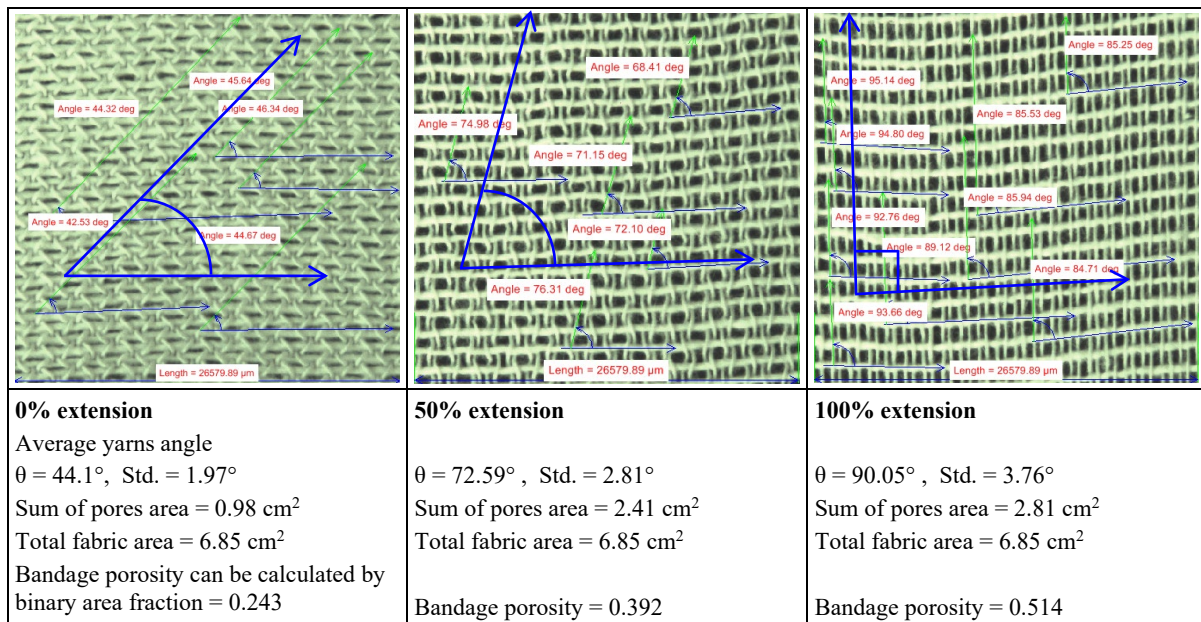 Angle = 45.64 deg
Angle = 44.32 deg
Angle = 46.34 deg
Angle = 42.53 deg
Angle = 44.67 deg
Length = 26579.89 µm
Angle = 68.41 deg
Angle = 74.98 deg
Angle = 71.15 deg
Angle = 72.10 deg
Angle = 76.31 deg
Length = 26579.89 µm
Angle = 85.25 deg
Angle = 95.14 deg
Angle = 85.53 deg
Angle = 94.80 deg
Angle = 85.94 deg
Angle = 92.76 deg
Angle = 89.12 deg
Angle = 84.71 deg
Angle = 93.66 deg
Length = 26579.89 µm
0% extension
Average yarns angle
θ = 44.1°, Std. = 1.97°
Sum of pores area = 0.98 cm²
Total fabric area = 6.85 cm²
Bandage porosity can be calculated by
binary area fraction = 0.243
50% extension
θ = 72.59° , Std. = 2.81°
Sum of pores area = 2.41 cm²
Total fabric area = 6.85 cm²
Bandage porosity = 0.392
100% extension
θ = 90.05° , Std. = 3.76°
Sum of pores area = 2.81 cm²
Total fabric area = 6.85 cm²
Bandage porosity = 0.514